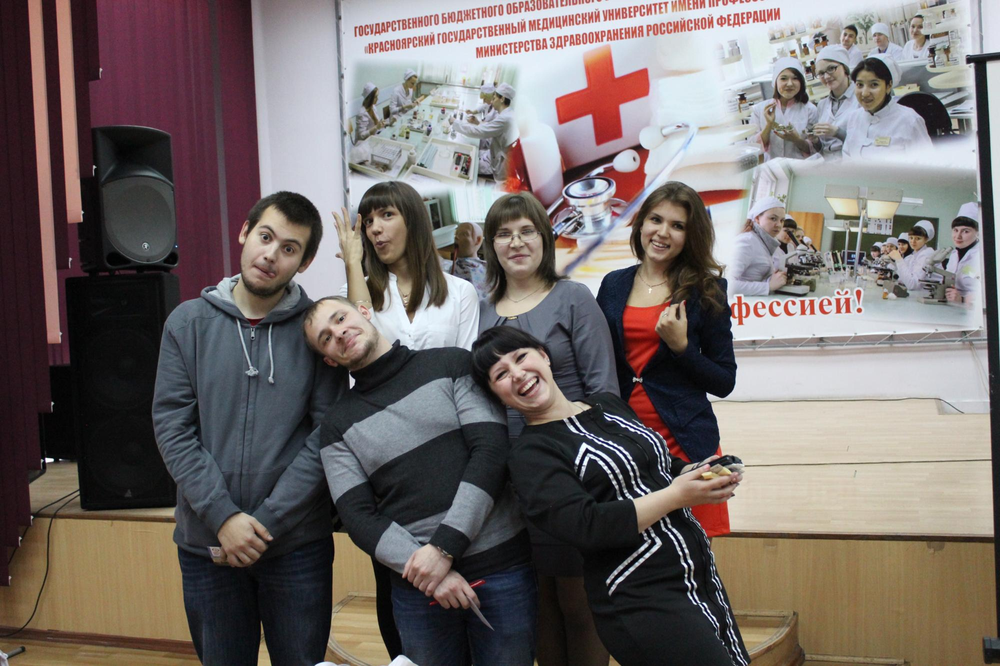 ГОСУДАРСТВЕННОГО БЮДЖЕТНОГО ОБРАЗОВАТЕЛЬНОГО
«КРАСНОЯРСКИЙ ГОСУДАРСТВЕННЫЙ МЕДИЦИНСКИЙ УНИВЕРСИТЕТ ИМЕНИ
МИНИСТЕРСТВА ЗДРАВООХРАНЕНИЯ РОССИЙСКОЙ ФЕДЕРАЦИИ
фессией!